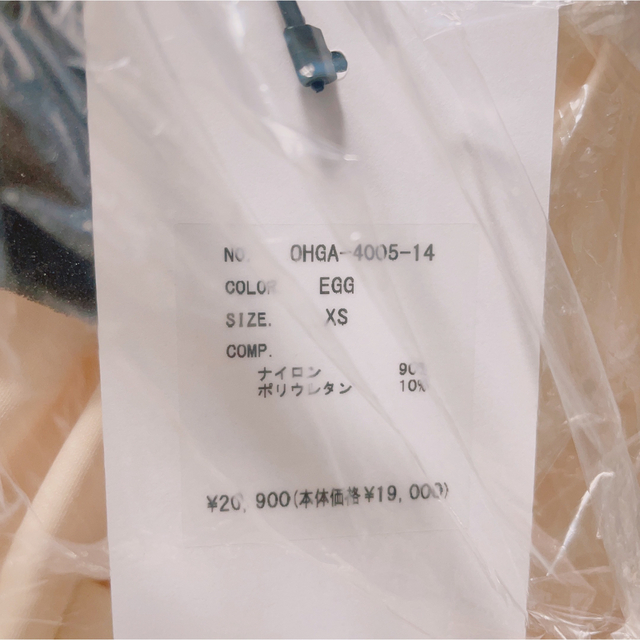 NO. OHGA-4005-14
COLOR EGG
SIZE. XS
COMP.
ナイロン 90%
ポリウレタン 10%
¥20,900(本体価格¥19,000)